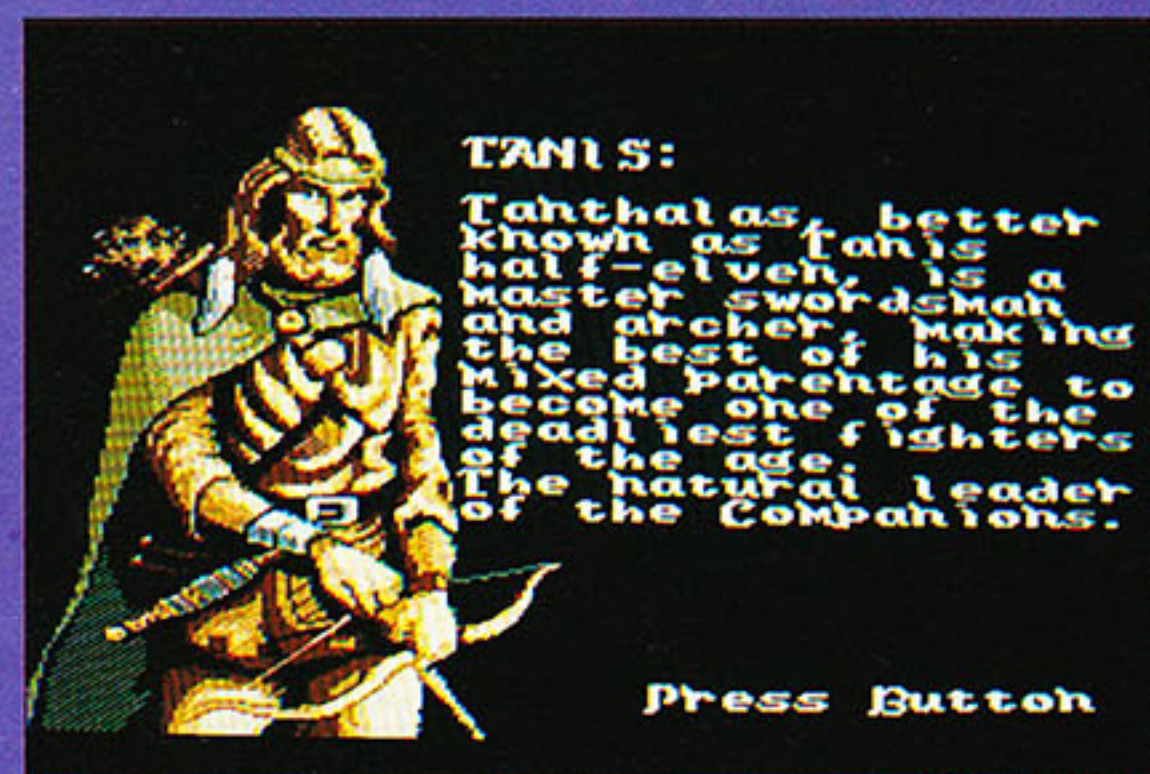 TANIS:
Tanthalas, better
known as Tanis
half-elven, is a
master swordsman
and archer, making
the best of his
mixed parentage to
become one of the
deadliest fighters
of the age.
The natural leader
of the Companions.
Press Button